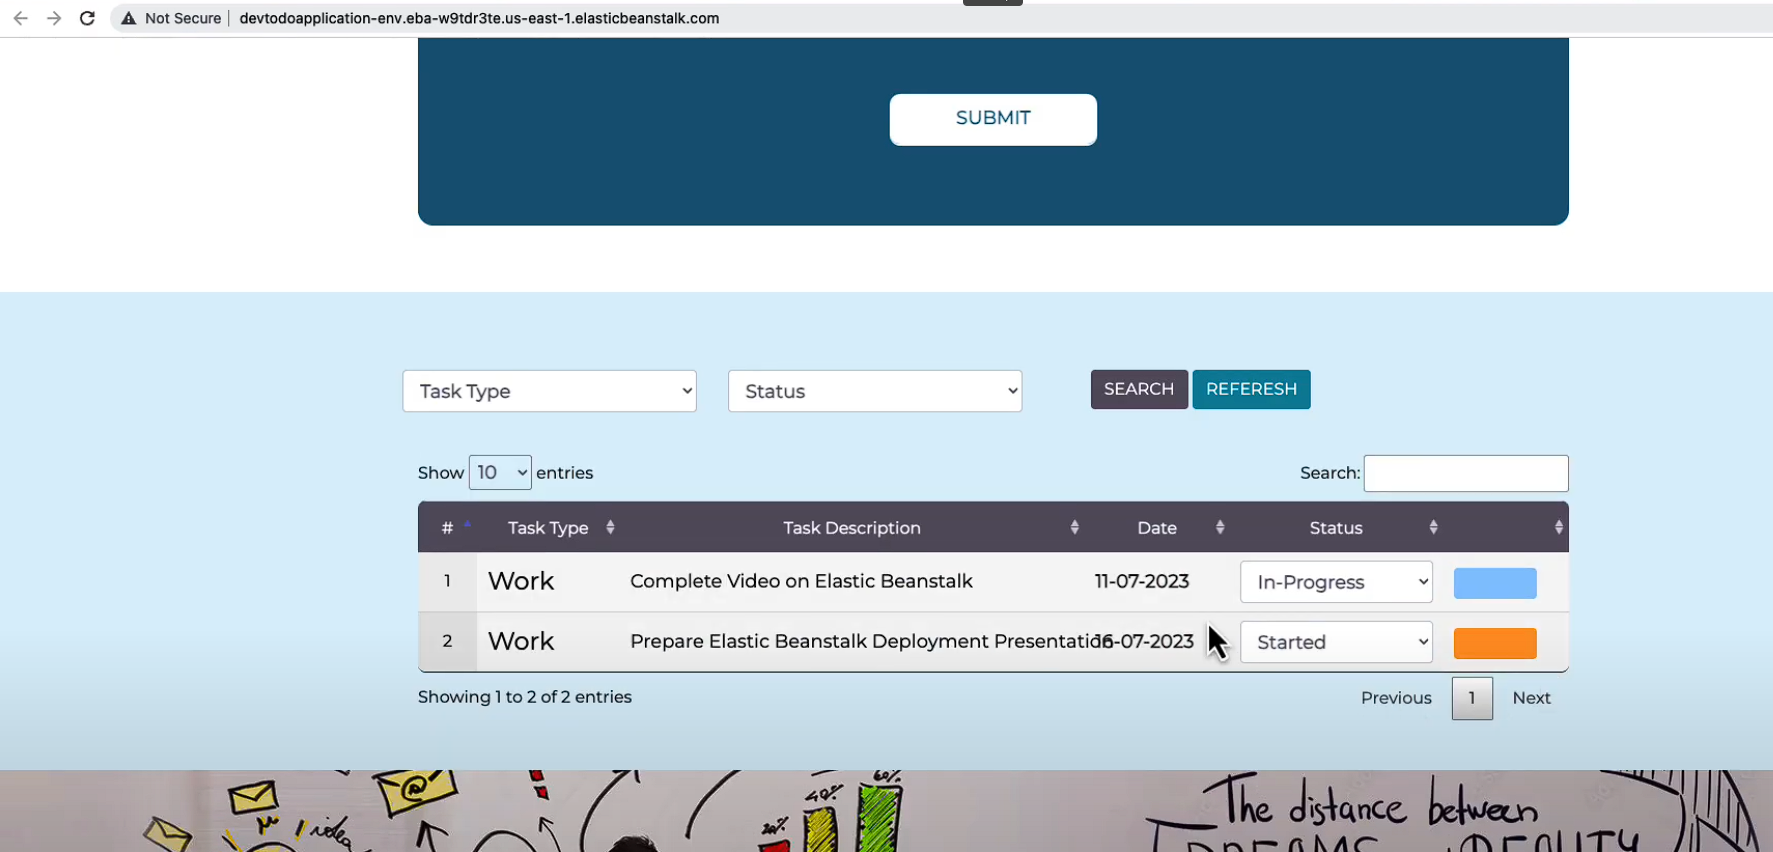 Not Secure devtodoapplication-env.eba-w9tdr3te.us-east-1.elasticbeanstalk.com
SUBMIT
Task Type Status SEARCH REFERESH
Show 10 entries Search:
# Task Type Task Description Date Status
1 Work Complete Video on Elastic Beanstalk 11-07-2023 In-Progress
2 Work Prepare Elastic Beanstalk Deployment Presentation 16-07-2023 Started
Showing 1 to 2 of 2 entries Previous 1 Next
60%
40%
The distance between
20%
idea
DREAMS REALITY